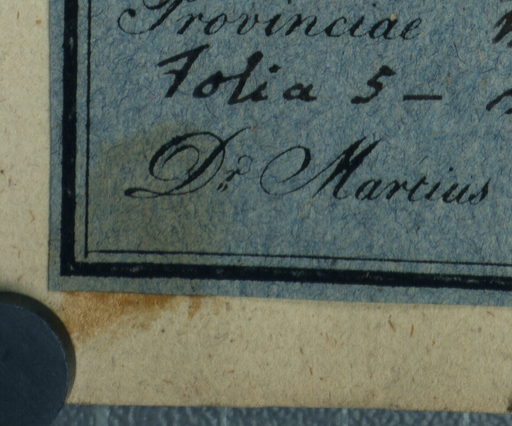 Provinciae
Folia 5 —
Dr. Martius